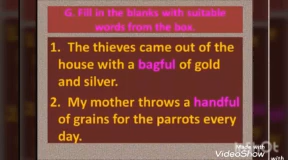 G. Fill in the blanks with suitable
words from the box.
1. The thieves came out of the
house with a bagful of gold
and silver.
2. My mother throws a handful
of grains for the parrots every
day.
Made with
VideoShow
with